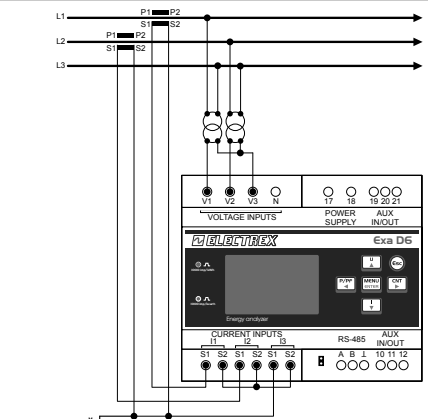 L1 P1 P2
S1 S2
L2 P1 P2
S1 S2
L3
V1 V2 V3 N 17 18 19 20 21
VOLTAGE INPUTS POWER SUPPLY AUX IN/OUT
ELECTREX Exa D6
U Esc
P/PF MENU ENTER CNT
I
Energy analyzer
CURRENT INPUTS RS-485 AUX IN/OUT
I1 I2 I3
S1 S2 S1 S2 S1 S2 A B ⊥ 10 11 12